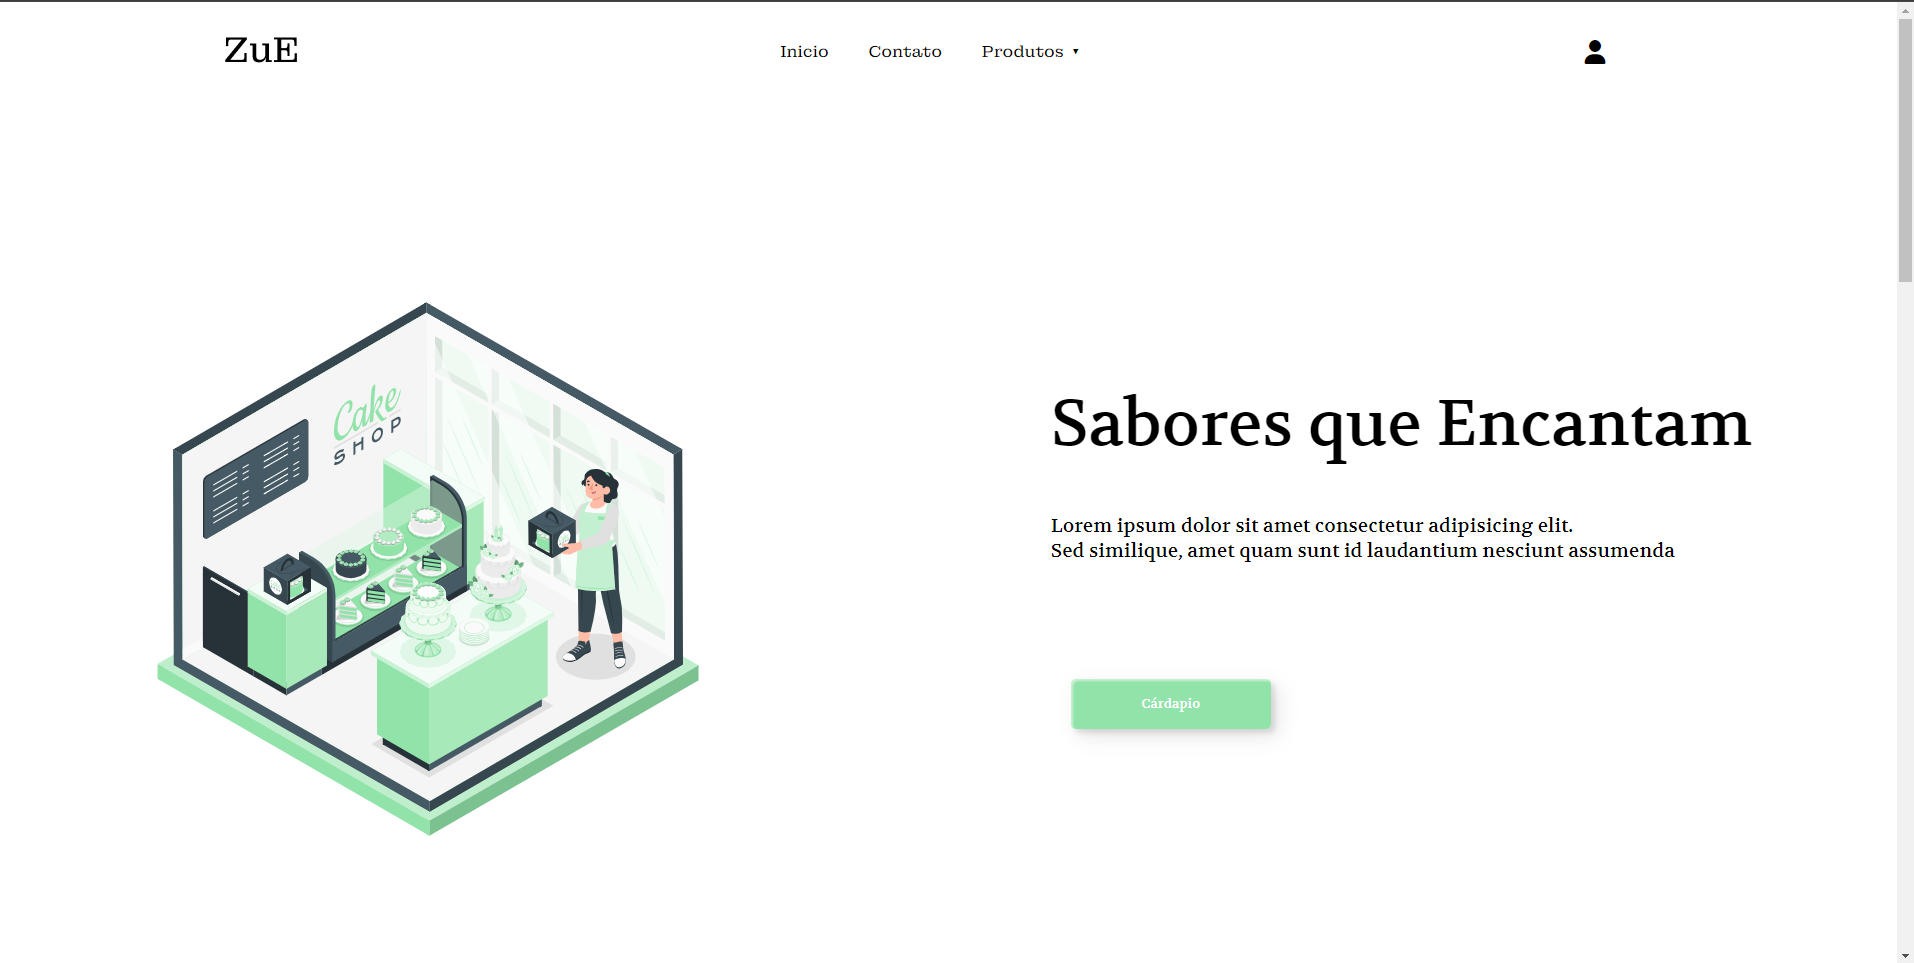 ZuE
Inicio
Contato
Produtos ▾
Cake
SHOP
Sabores que Encantam
Lorem ipsum dolor sit amet consectetur adipisicing elit.
Sed similique, amet quam sunt id laudantium nesciunt assumenda
Cárdapio